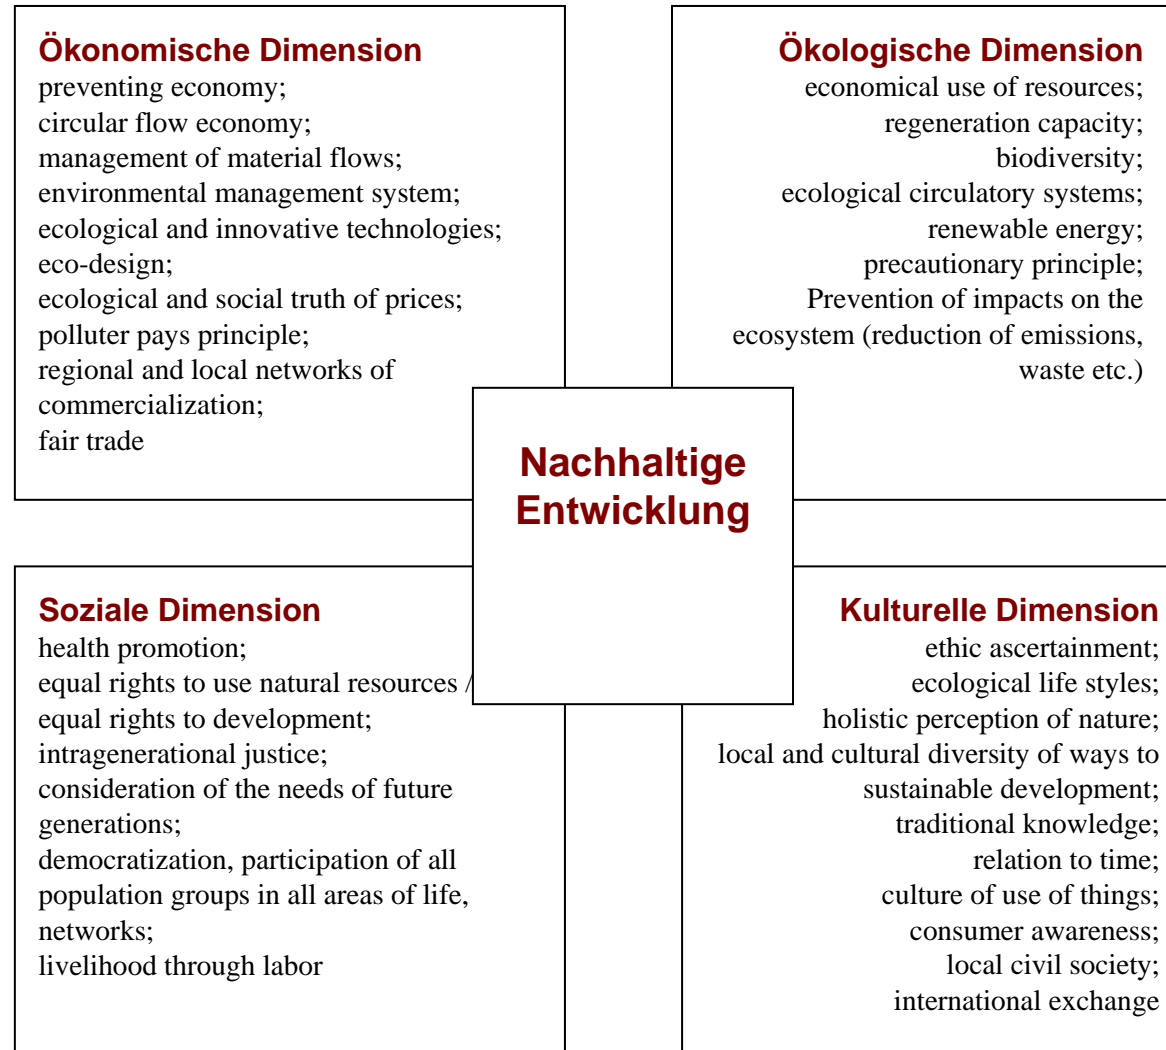 Ökonomische Dimension
preventing economy;
circular flow economy;
management of material flows;
environmental management system;
ecological and innovative technologies;
eco-design;
ecological and social truth of prices;
polluter pays principle;
regional and local networks of
commercialization;
fair trade
Ökologische Dimension
economical use of resources;
regeneration capacity;
biodiversity;
ecological circulatory systems;
renewable energy;
precautionary principle;
Prevention of impacts on the
ecosystem (reduction of emissions,
waste etc.)
Nachhaltige
Entwicklung
Soziale Dimension
health promotion;
equal rights to use natural resources /
equal rights to development;
intragenerational justice;
consideration of the needs of future
generations;
democratization, participation of all
population groups in all areas of life,
networks;
livelihood through labor
Kulturelle Dimension
ethic ascertainment;
ecological life styles;
holistic perception of nature;
local and cultural diversity of ways to
sustainable development;
traditional knowledge;
relation to time;
culture of use of things;
consumer awareness;
local civil society;
international exchange